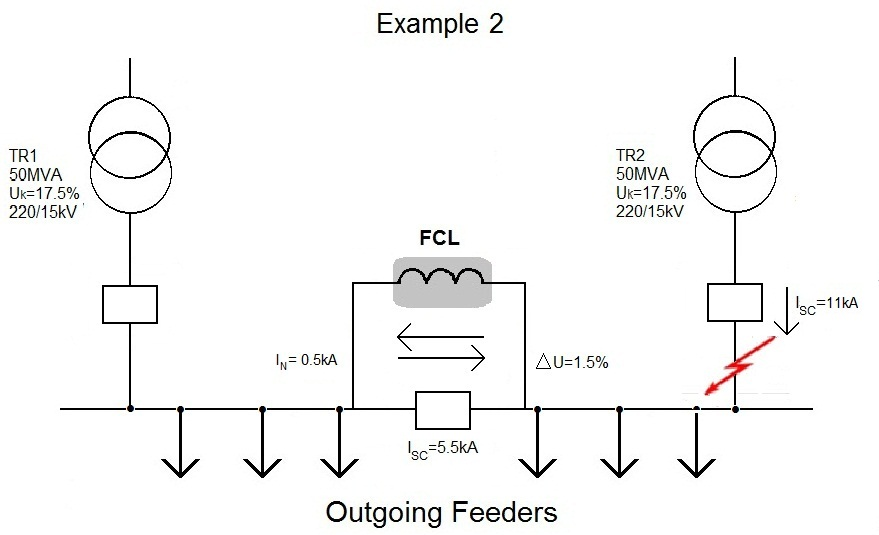 Example 2
TR1
50MVA
Uk=17.5%
220/15kV
TR2
50MVA
Uk=17.5%
220/15kV
FCL
ISC=11kA
IN= 0.5kA
△U=1.5%
ISC=5.5kA
Outgoing Feeders